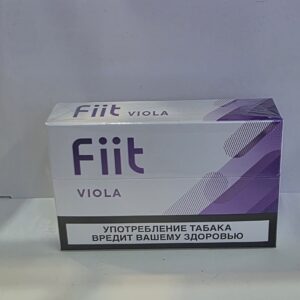 Fiit VIOLA
Fiit
VIOLA
УПОТРЕБЛЕНИЕ ТАБАКА
ВРЕДИТ ВАШЕМУ ЗДОРОВЬЮ